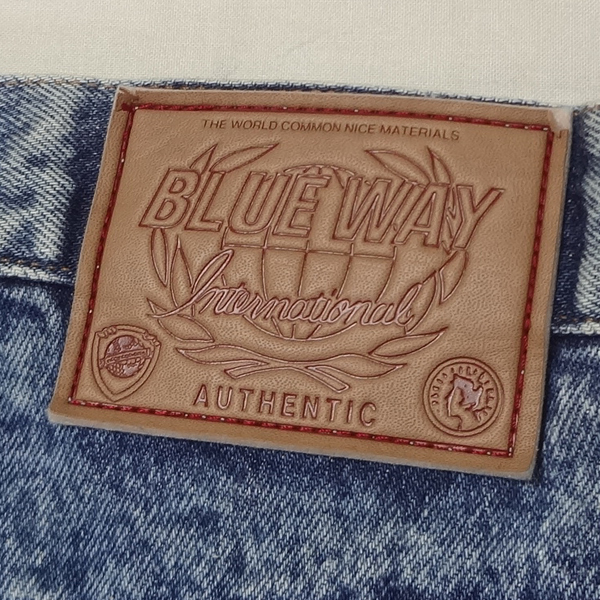 THE WORLD COMMON NICE MATERIALS
BLUE WAY
International
AUTHENTIC